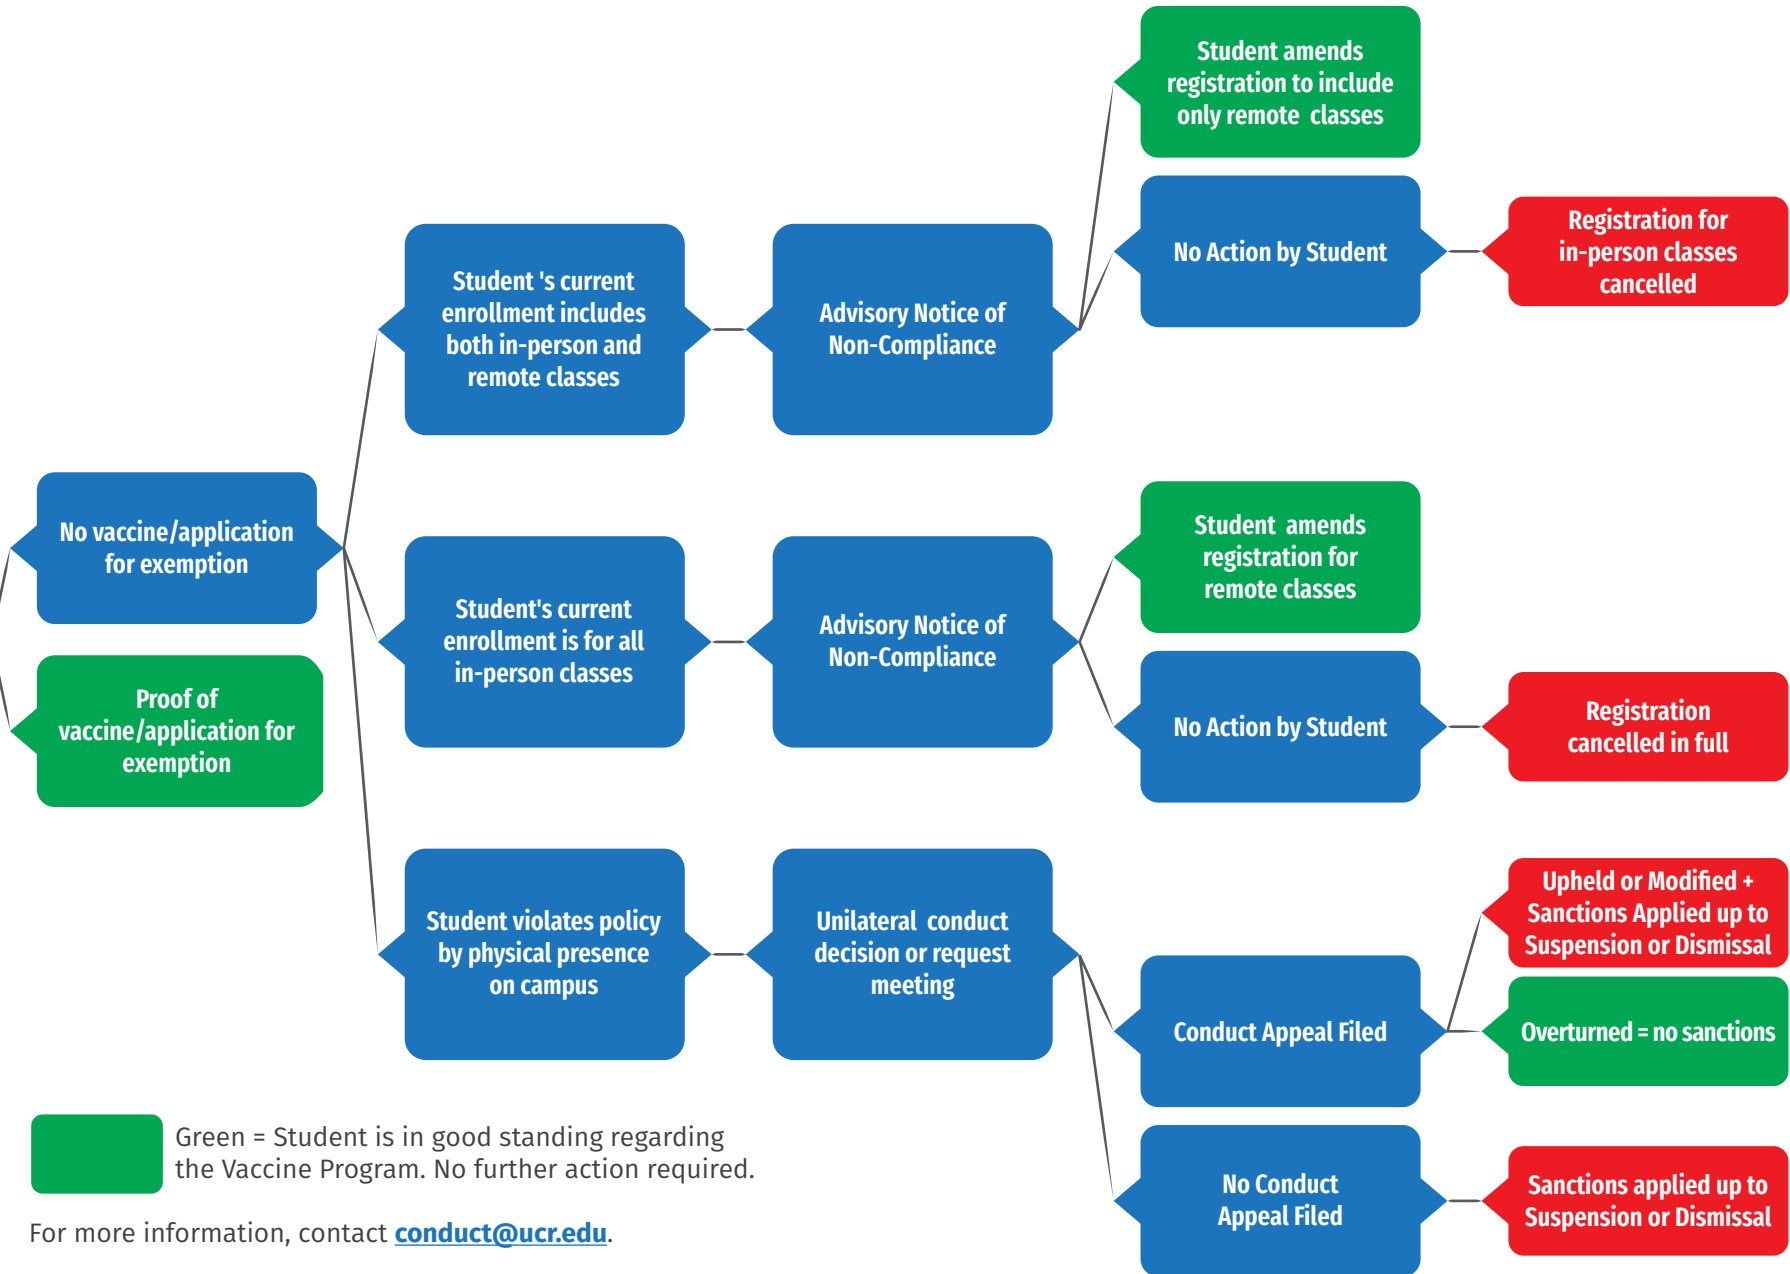 Student amends
registration to include
only remote classes
No Action by Student
Registration for
in-person classes
cancelled
Student 's current
enrollment includes
both in-person and
remote classes
Advisory Notice of
Non-Compliance
No vaccine/application
for exemption
Proof of
vaccine/application for
exemption
Student's current
enrollment is for all
in-person classes
Advisory Notice of
Non-Compliance
Student amends
registration for
remote classes
No Action by Student
Registration
cancelled in full
Student violates policy
by physical presence
on campus
Unilateral conduct
decision or request
meeting
Conduct Appeal Filed
Upheld or Modified +
Sanctions Applied up to
Suspension or Dismissal
Overturned = no sanctions
No Conduct
Appeal Filed
Sanctions applied up to
Suspension or Dismissal
Green = Student is in good standing regarding
the Vaccine Program. No further action required.
For more information, contact conduct@ucr.edu.